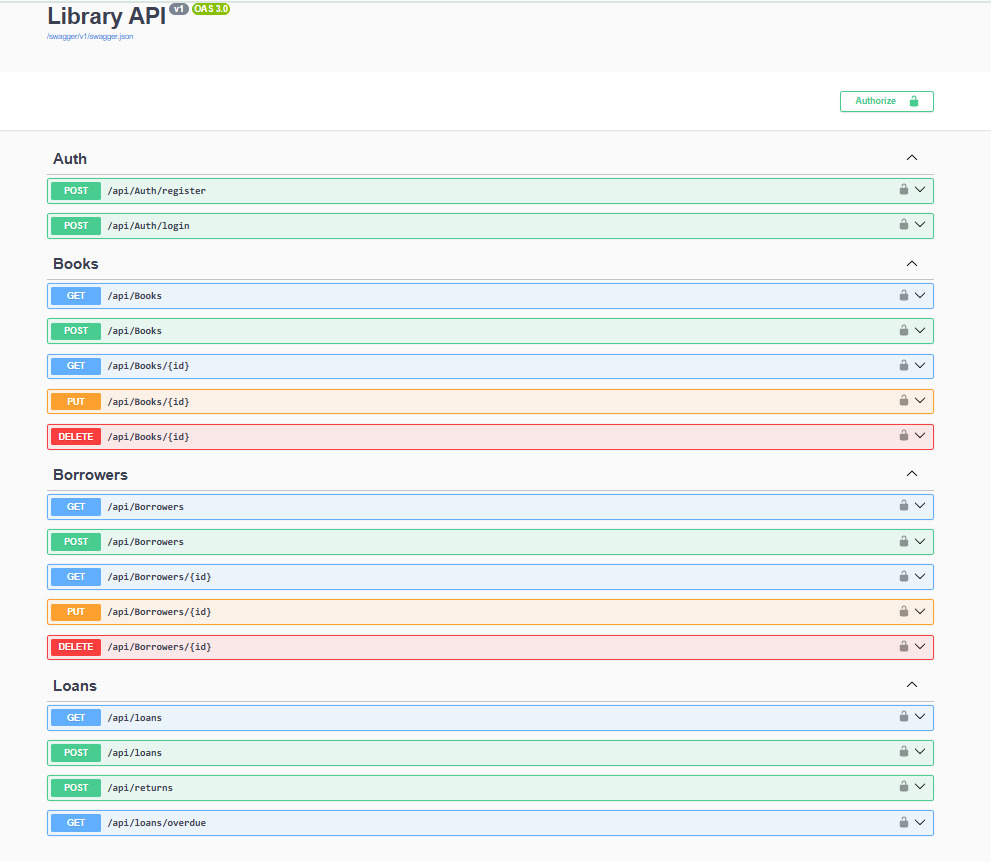 Library API v1 OAS 3.0
/swagger/v1/swagger.json
Authorize
Auth
POST /api/Auth/register
POST /api/Auth/login
Books
GET /api/Books
POST /api/Books
GET /api/Books/{id}
PUT /api/Books/{id}
DELETE /api/Books/{id}
Borrowers
GET /api/Borrowers
POST /api/Borrowers
GET /api/Borrowers/{id}
PUT /api/Borrowers/{id}
DELETE /api/Borrowers/{id}
Loans
GET /api/loans
POST /api/loans
POST /api/returns
GET /api/loans/overdue